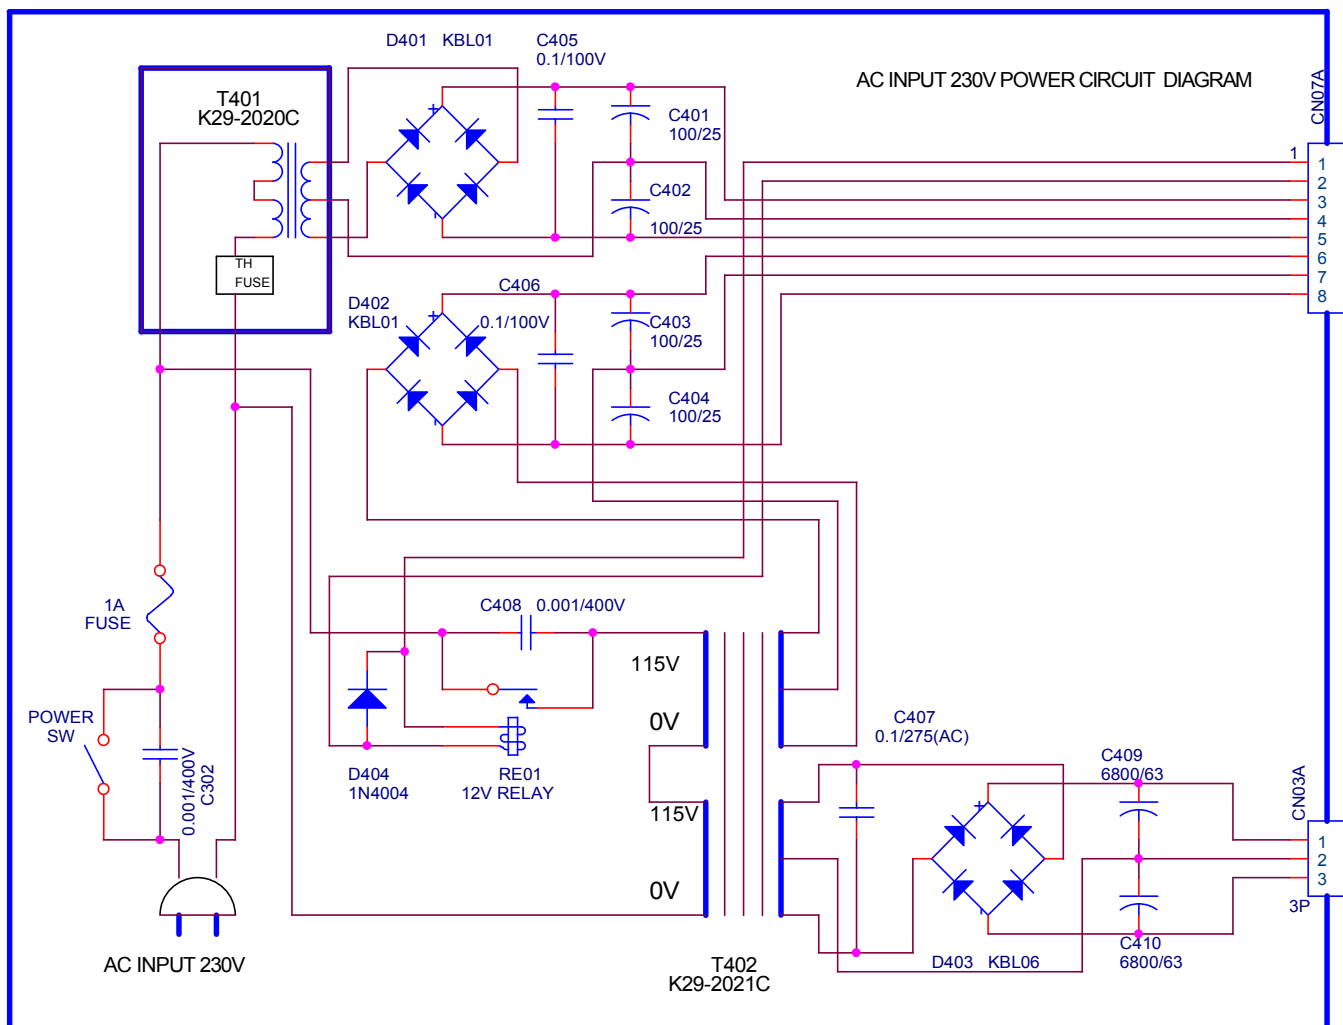 D401 KBL01
C405
0.1/100V
AC INPUT 230V POWER CIRCUIT DIAGRAM
CN07A
T401
K29-2020C
C401
100/25
C402
100/25
TH
FUSE
1
1
2
3
4
5
6
7
8
D402
KBL01
C406
0.1/100V
C403
100/25
C404
100/25
1A
FUSE
C408 0.001/400V
115V
0V
POWER
SW
0.001/400V
C302
D404
1N4004
RE01
12V RELAY
C407
0.1/275(AC)
115V
0V
C409
6800/63
CN03A
1
2
3
3P
C410
6800/63
D403 KBL06
AC INPUT 230V
T402
K29-2021C